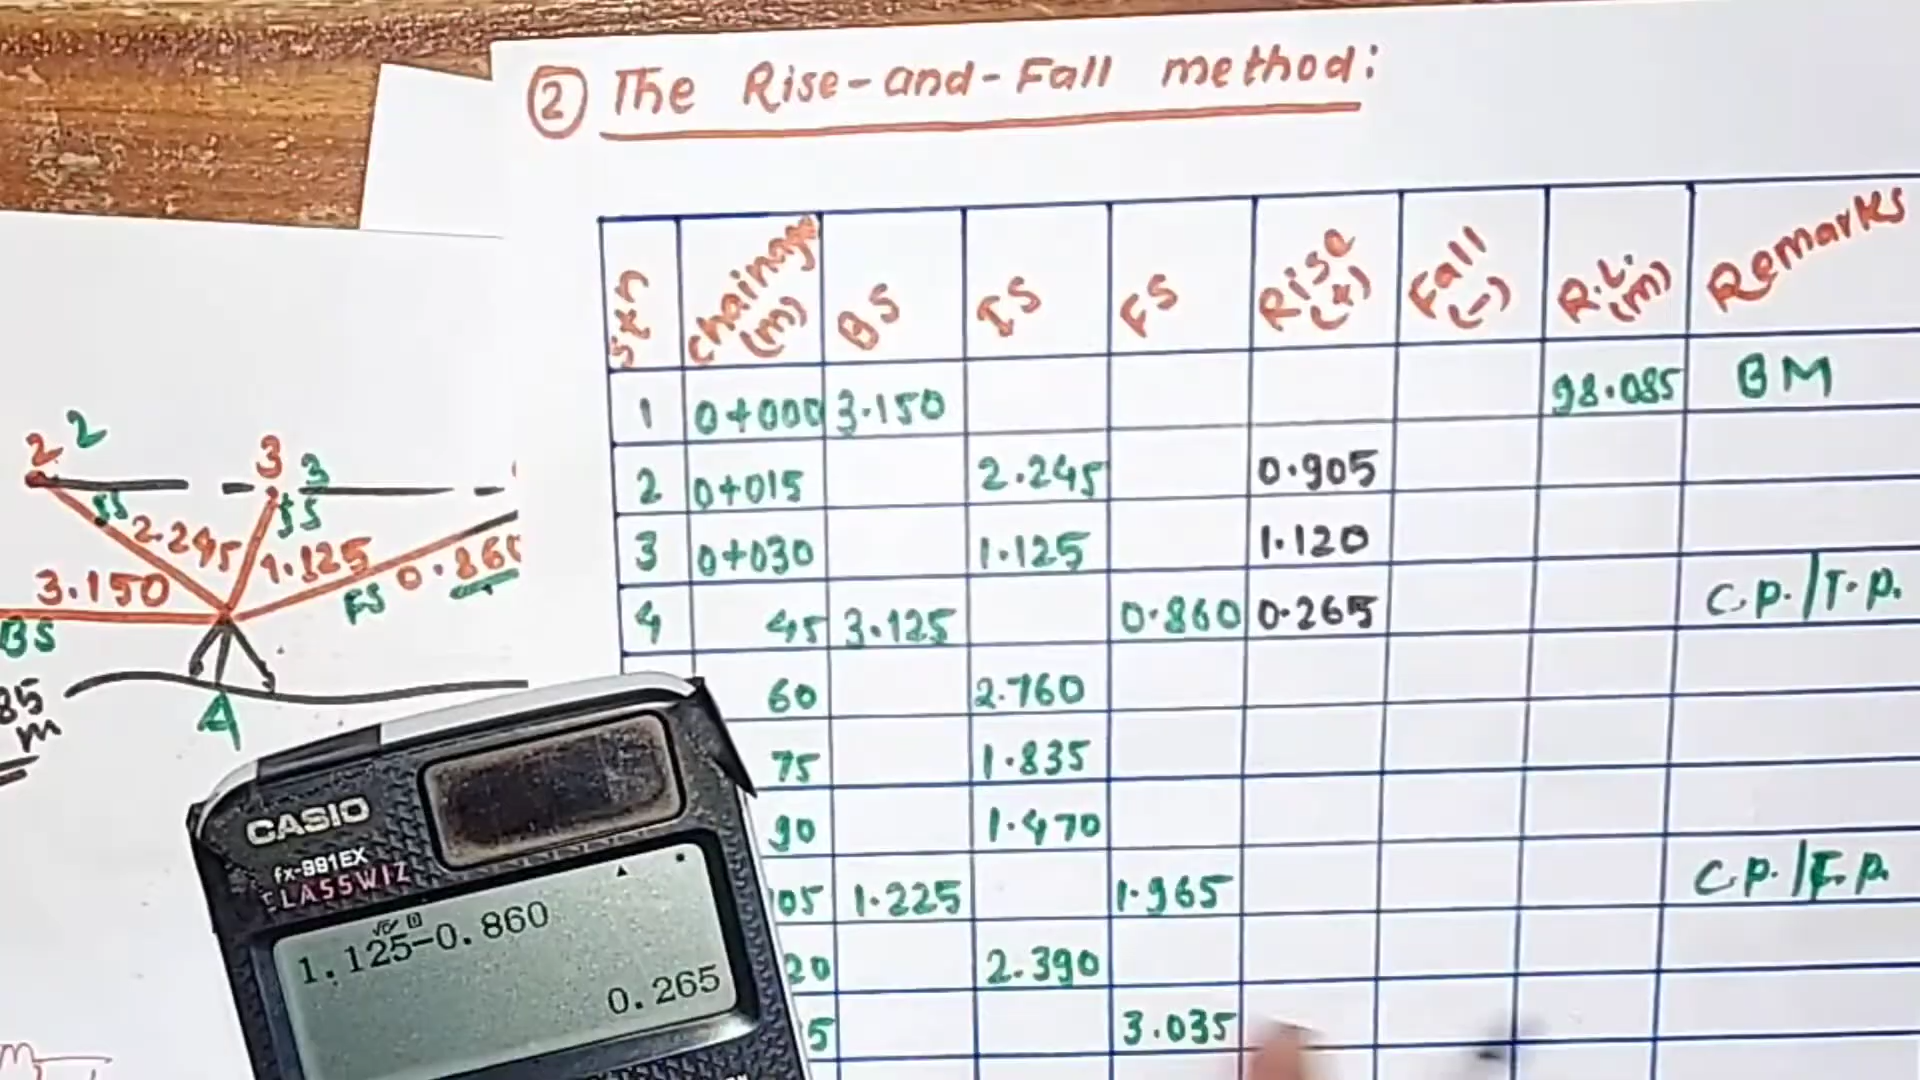 ② The Rise-and-Fall method:
stn chainage (m) BS IS FS Rise (+) Fall (-) R.L. (m) Remarks
1 0+000 3.150 98.085 BM
2 0+015 2.245 0.905
3 0+030 1.125 1.120
4 45 3.125 0.860 0.265 C.P./T.P.
60 2.760
75 1.835
90 1.470
05 1.225 1.965 C.P./T.P.
20 2.390
5 3.035
2 2 3 3
IS 2.245 IS 1.125
3.150 FS 0.860
BS
A
85
m
CASIO
fx-991EX
CLASSWIZ
1.125-0.860
0.265